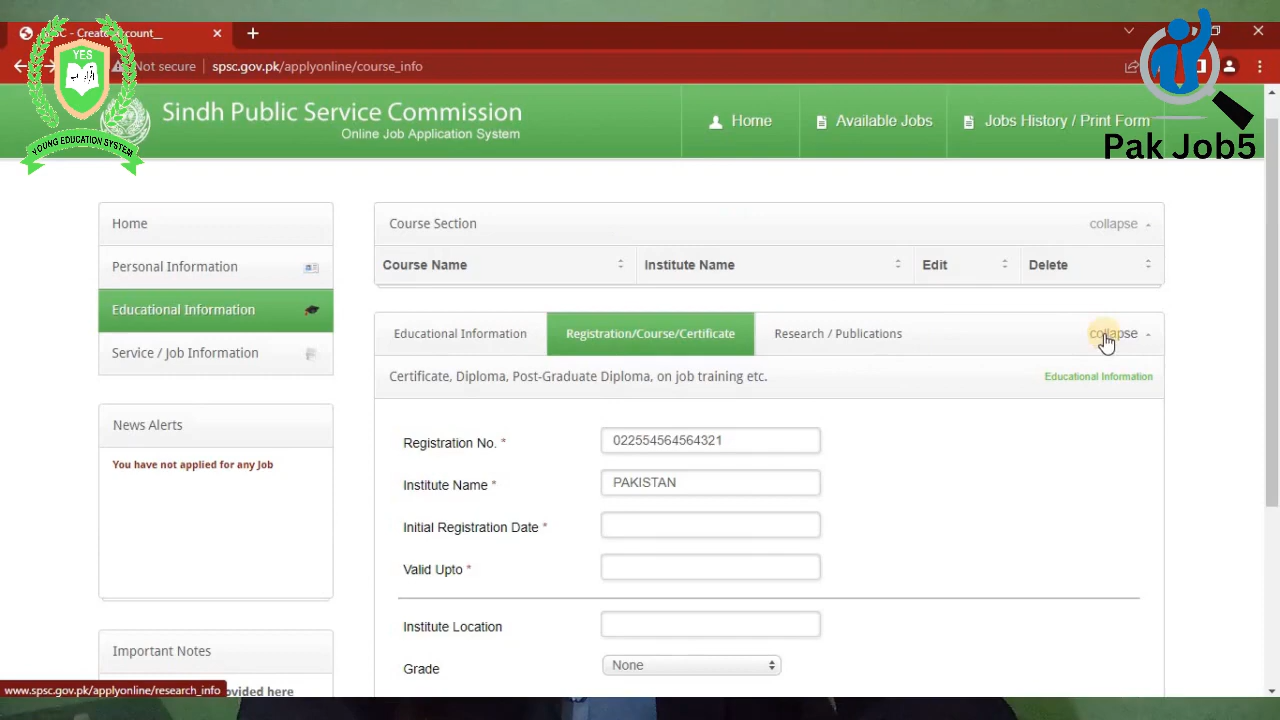 SC - Create Account_
Not secure
spsc.gov.pk/applyonline/course_info
YES
YOUNG EDUCATION SYSTEM
Sindh Public Service Commission
Online Job Application System
Home
Available Jobs
Jobs History / Print Form
Pak Job5
Home
Personal Information
Educational Information
Service / Job Information
News Alerts
You have not applied for any Job
Important Notes
ovided here
Course Section
collapse
Course Name
Institute Name
Edit
Delete
Educational Information
Registration/Course/Certificate
Research / Publications
collapse
Certificate, Diploma, Post-Graduate Diploma, on job training etc.
Educational Information
Registration No. *
022554564564321
Institute Name *
PAKISTAN
Initial Registration Date *
Valid Upto *
Institute Location
Grade
None
www.spsc.gov.pk/applyonline/research_info